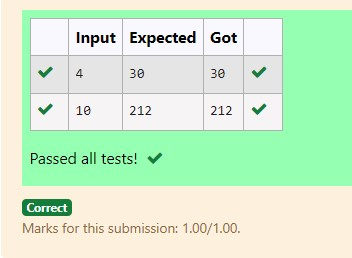 Input Expected Got
4 30 30
10 212 212
Passed all tests!
Correct
Marks for this submission: 1.00/1.00.